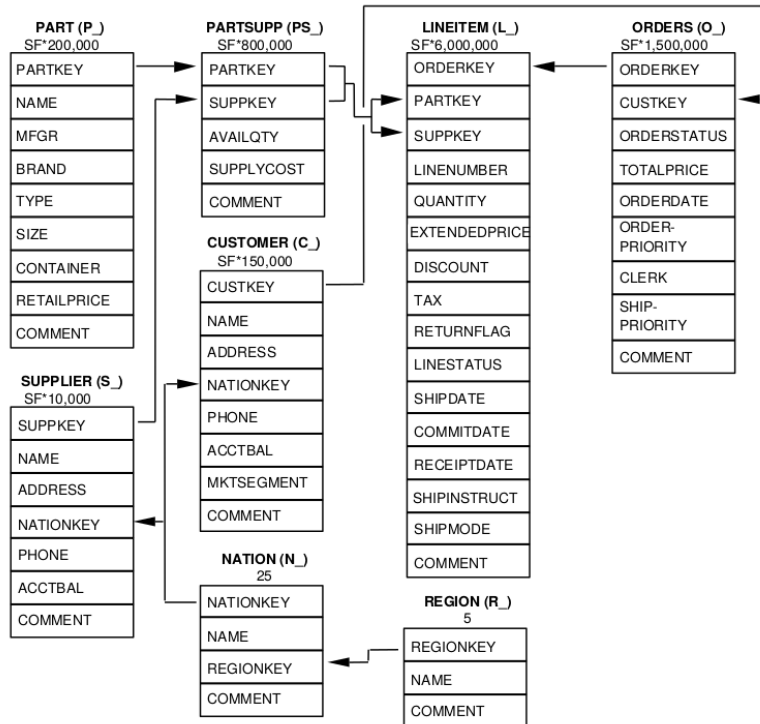 PART (P_)
SF*200,000
PARTKEY
NAME
MFGR
BRAND
TYPE
SIZE
CONTAINER
RETAILPRICE
COMMENT
SUPPLIER (S_)
SF*10,000
SUPPKEY
NAME
ADDRESS
NATIONKEY
PHONE
ACCTBAL
COMMENT
PARTSUPP (PS_)
SF*800,000
PARTKEY
SUPPKEY
AVAILQTY
SUPPLYCOST
COMMENT
CUSTOMER (C_)
SF*150,000
CUSTKEY
NAME
ADDRESS
NATIONKEY
PHONE
ACCTBAL
MKTSEGMENT
COMMENT
NATION (N_)
25
NATIONKEY
NAME
REGIONKEY
COMMENT
LINEITEM (L_)
SF*6,000,000
ORDERKEY
PARTKEY
SUPPKEY
LINENUMBER
QUANTITY
EXTENDEDPRICE
DISCOUNT
TAX
RETURNFLAG
LINESTATUS
SHIPDATE
COMMITDATE
RECEIPTDATE
SHIPINSTRUCT
SHIPMODE
COMMENT
REGION (R_)
5
REGIONKEY
NAME
COMMENT
ORDERS (O_)
SF*1,500,000
ORDERKEY
CUSTKEY
ORDERSTATUS
TOTALPRICE
ORDERDATE
ORDER-
PRIORITY
CLERK
SHIP-
PRIORITY
COMMENT